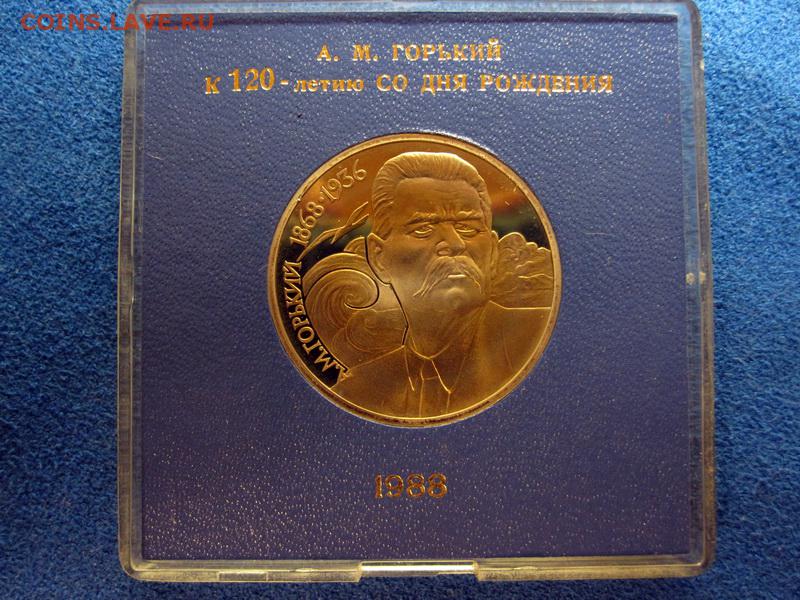 COINS.LAVE.RU
А. М. ГОРЬКИЙ
К 120-летию СО ДНЯ РОЖДЕНИЯ
А.М.ГОРЬКИЙ 1868·1936
1988